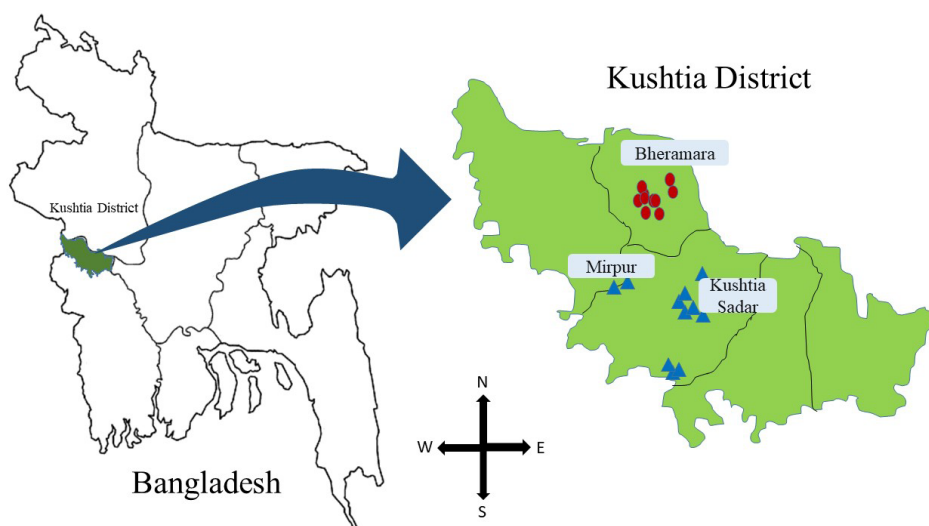 Kushtia District
Bheramara
Kushtia District
Mirpur
Kushtia
Sadar
N
W
E
S
Bangladesh